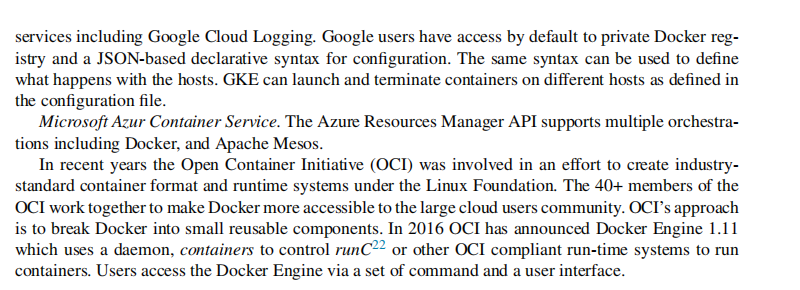 services including Google Cloud Logging. Google users have access by default to private Docker reg-
istry and a JSON-based declarative syntax for configuration. The same syntax can be used to define
what happens with the hosts. GKE can launch and terminate containers on different hosts as defined in
the configuration file.
Microsoft Azur Container Service. The Azure Resources Manager API supports multiple orchestra-
tions including Docker, and Apache Mesos.
In recent years the Open Container Initiative (OCI) was involved in an effort to create industry-
standard container format and runtime systems under the Linux Foundation. The 40+ members of the
OCI work together to make Docker more accessible to the large cloud users community. OCI's approach
is to break Docker into small reusable components. In 2016 OCI has announced Docker Engine 1.11
which uses a daemon, containers to control runC22 or other OCI compliant run-time systems to run
containers. Users access the Docker Engine via a set of command and a user interface.